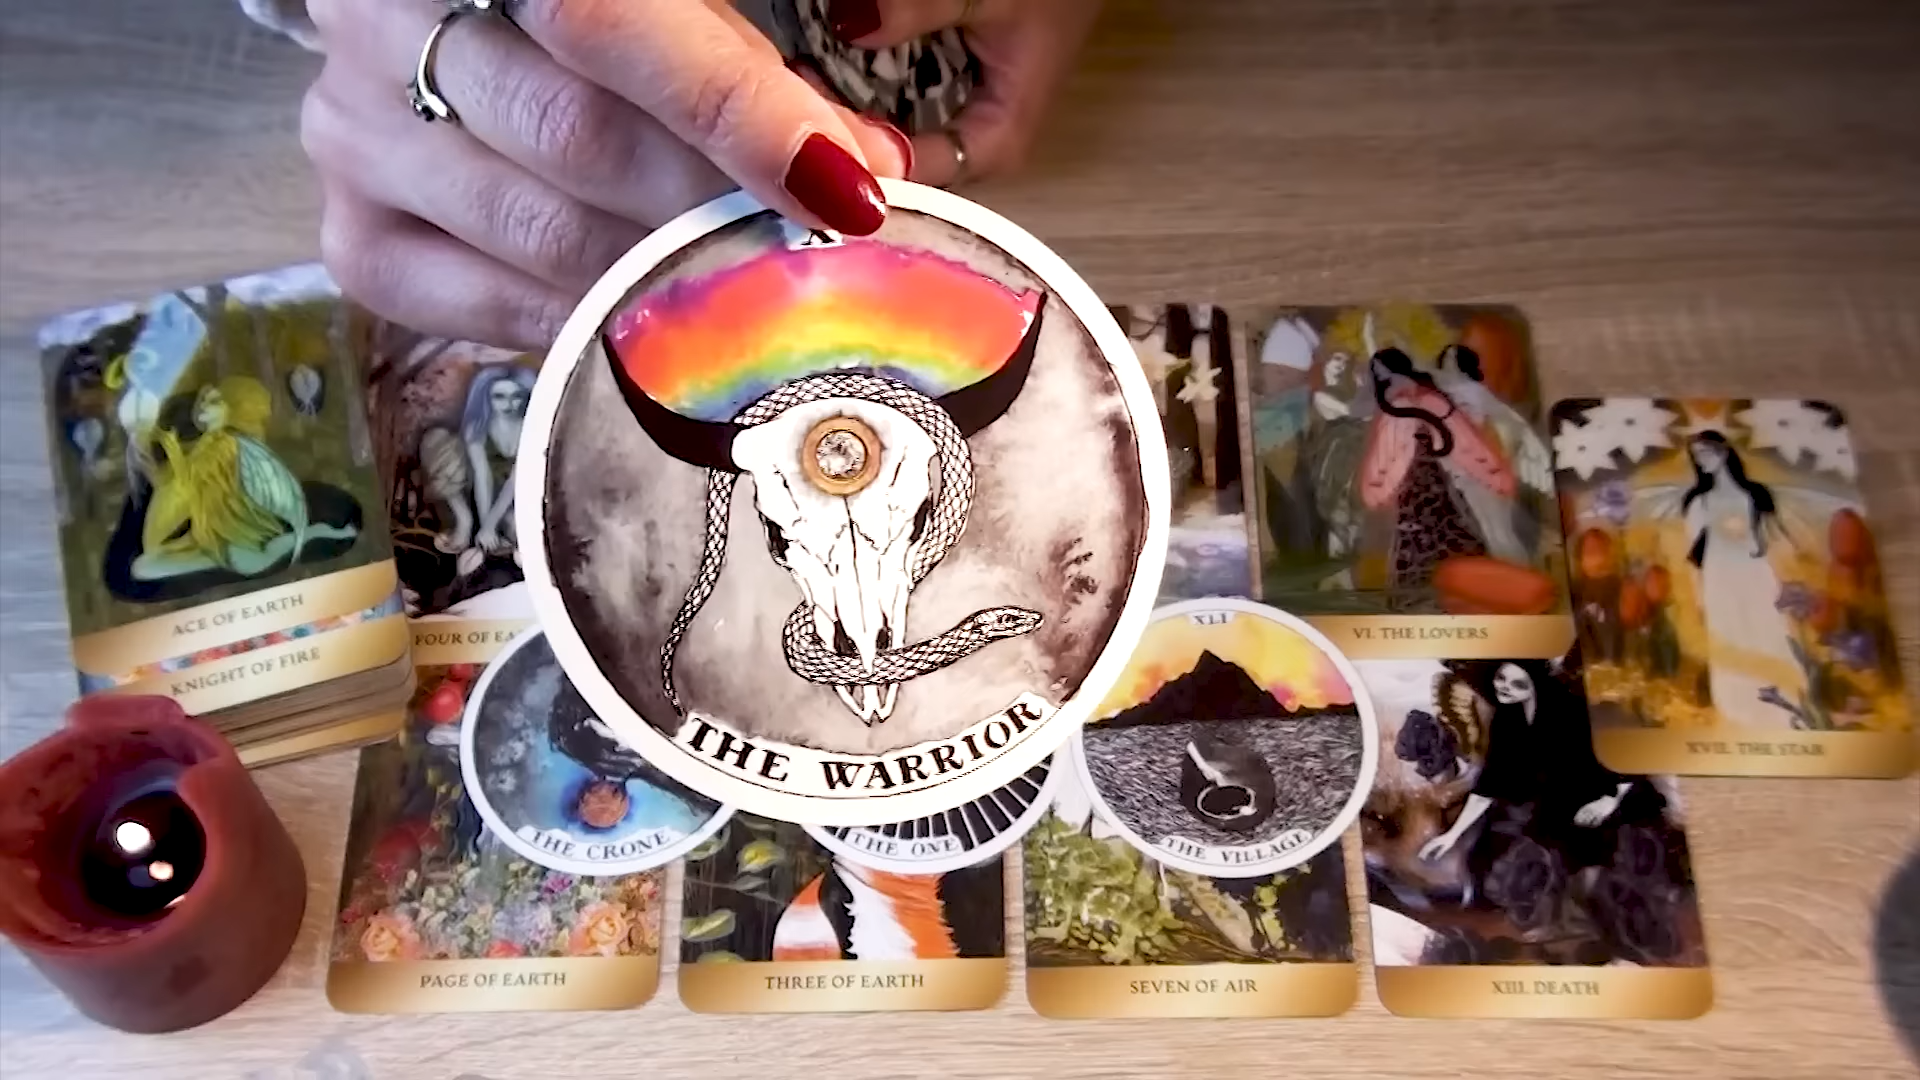 X
THE WARRIOR
ACE OF EARTH
KNIGHT OF FIRE
FOUR OF
VI. THE LOVERS
XVII. THE STAR
THE CRONE
THE ONE
XLI
THE VILLAGE
PAGE OF EARTH
THREE OF EARTH
SEVEN OF AIR
XIII. DEATH